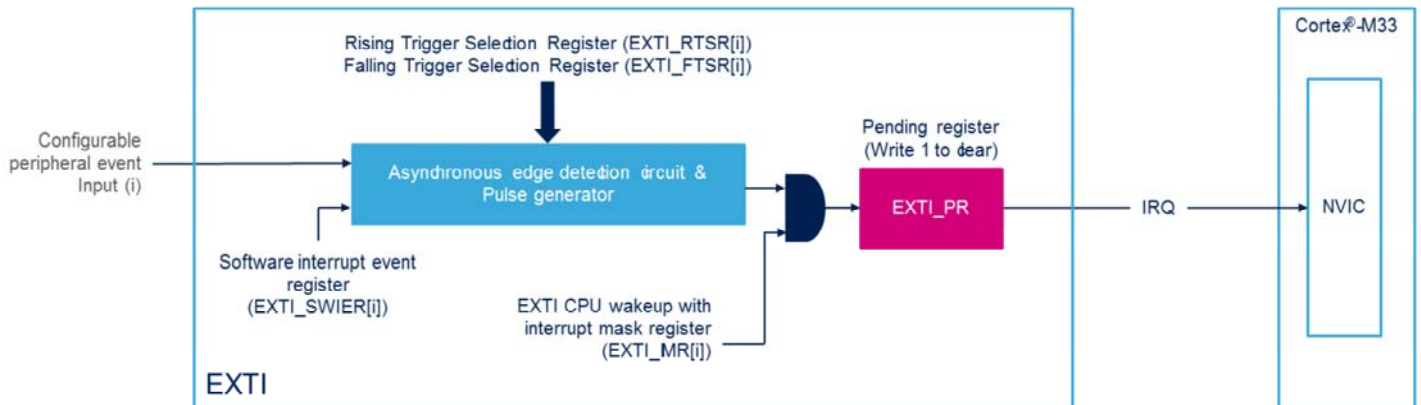 Cortex®-M33
Rising Trigger Selection Register (EXTI_RTSR[i])
Falling Trigger Selection Register (EXTI_FTSR[i])
Configurable
peripheral event
Input (i)
Pending register
(Write 1 to dear)
Asynchronous edge detection circuit &
Pulse generator
EXTI_PR
IRQ
NVIC
Software interrupt event
register
(EXTI_SWIER[i])
EXTI CPU wakeup with
interrupt mask register
(EXTI_MR[i])
EXTI